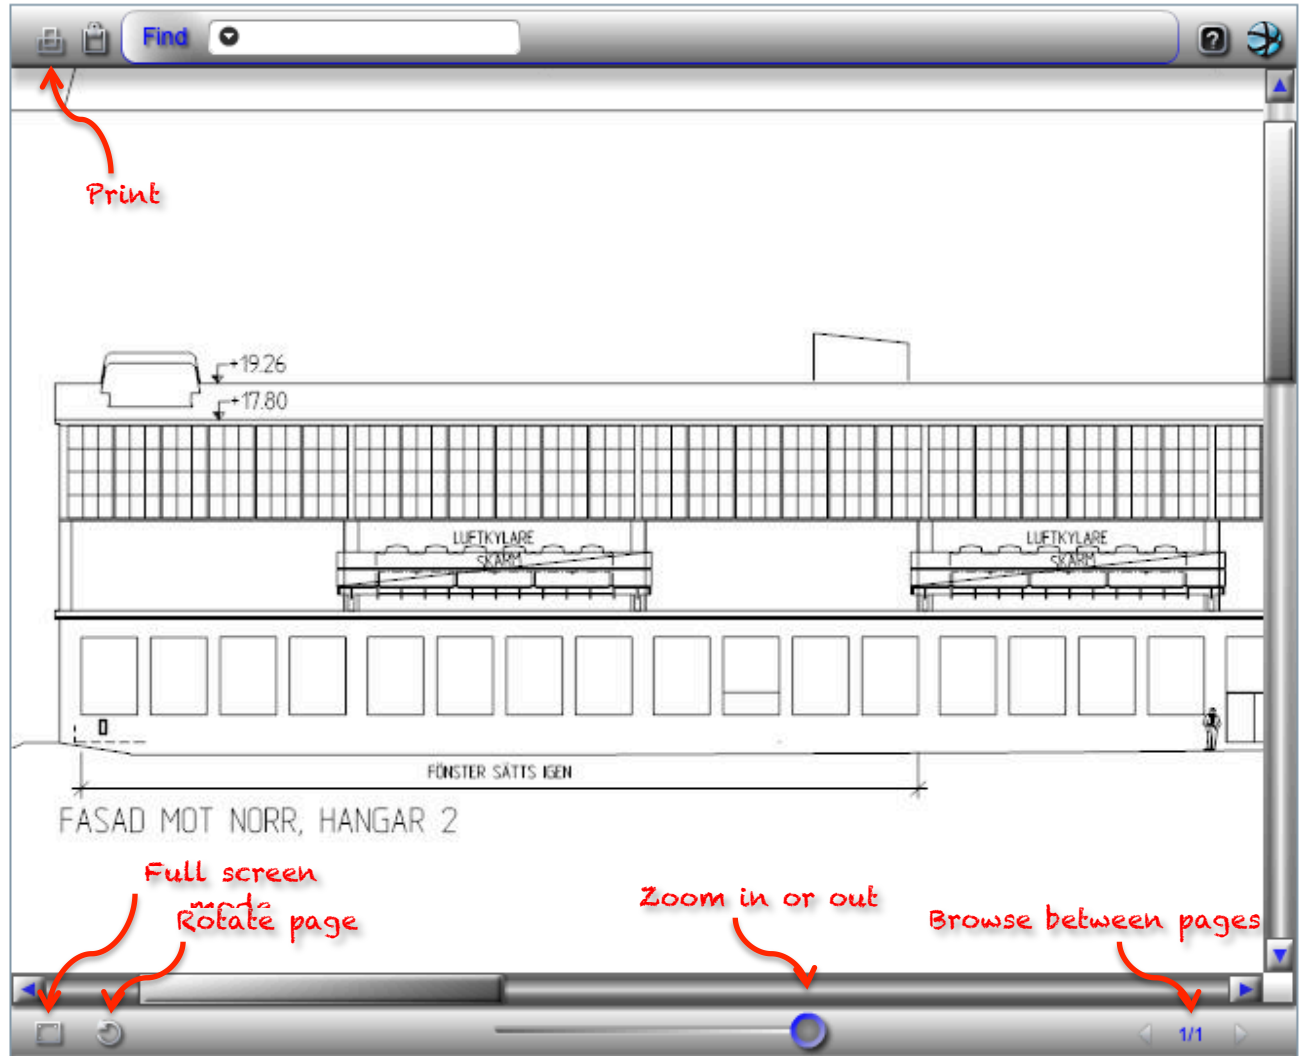 Find
?
Print
+19.26
+17.80
LUFTKYLARE
SKÄRM
LUFTKYLARE
SKÄRM
FÖNSTER SÄTTS IGEN
FASAD MOT NORR, HANGAR 2
Full screen
mode
Rotate page
Zoom in or out
Browse between pages
1/1